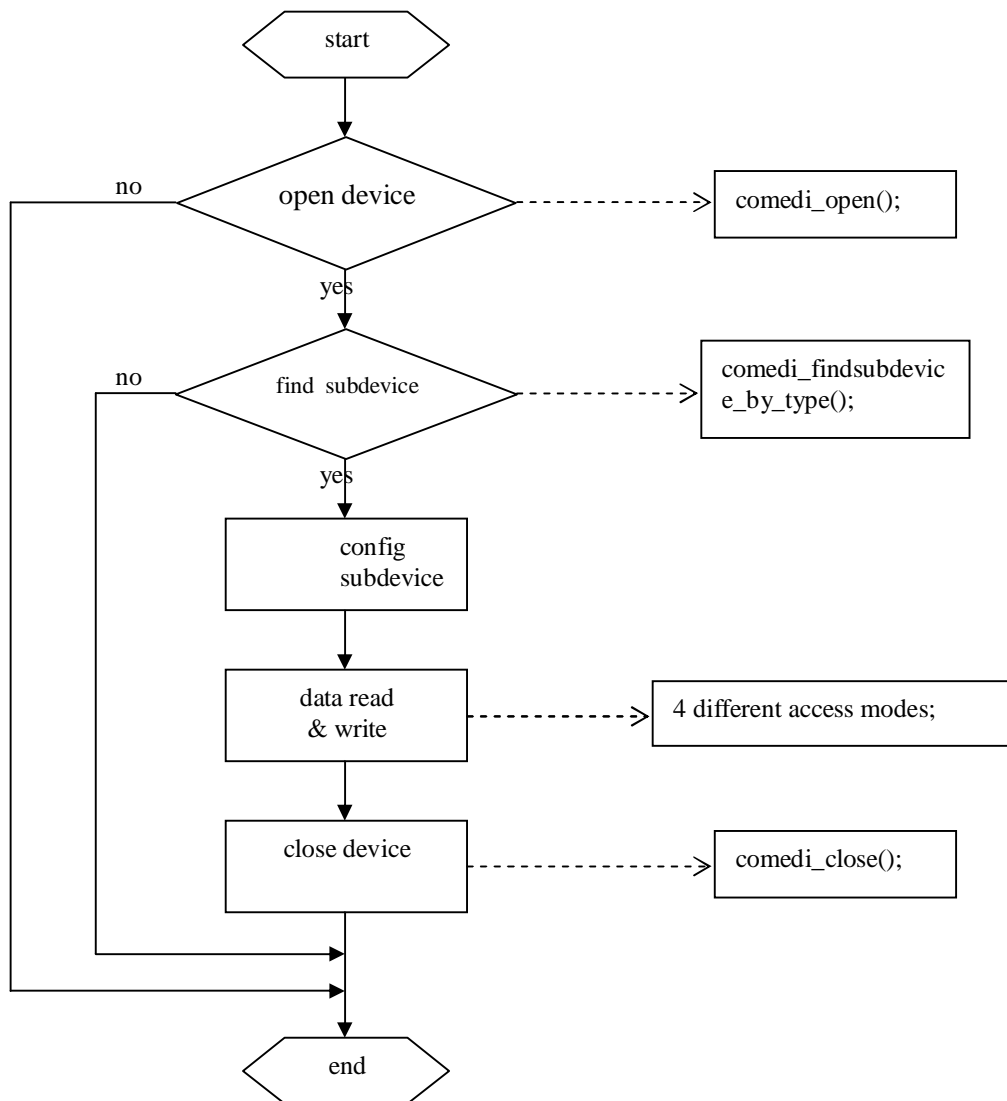 start
no
open device
comedi_open();
yes
no
find subdevice
comedi_findsubdevic
e_by_type();
yes
config
subdevice
data read
& write
4 different access modes;
close device
comedi_close();
end